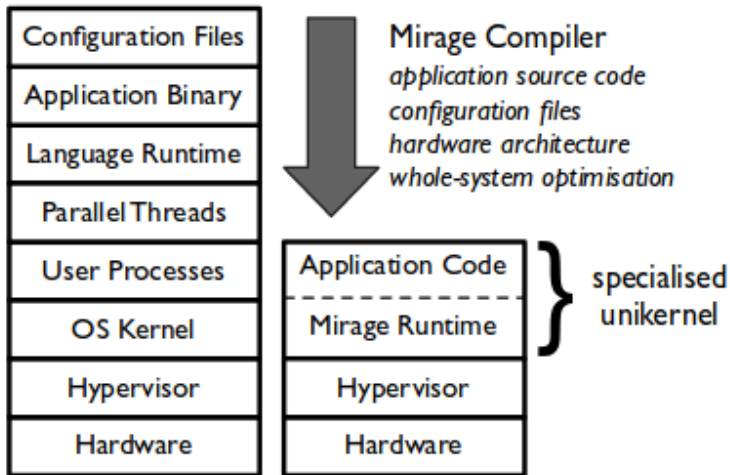 Configuration Files
Application Binary
Language Runtime
Parallel Threads
User Processes
OS Kernel
Hypervisor
Hardware
Mirage Compiler
application source code
configuration files
hardware architecture
whole-system optimisation
Application Code
Mirage Runtime
Hypervisor
Hardware
specialised
unikernel